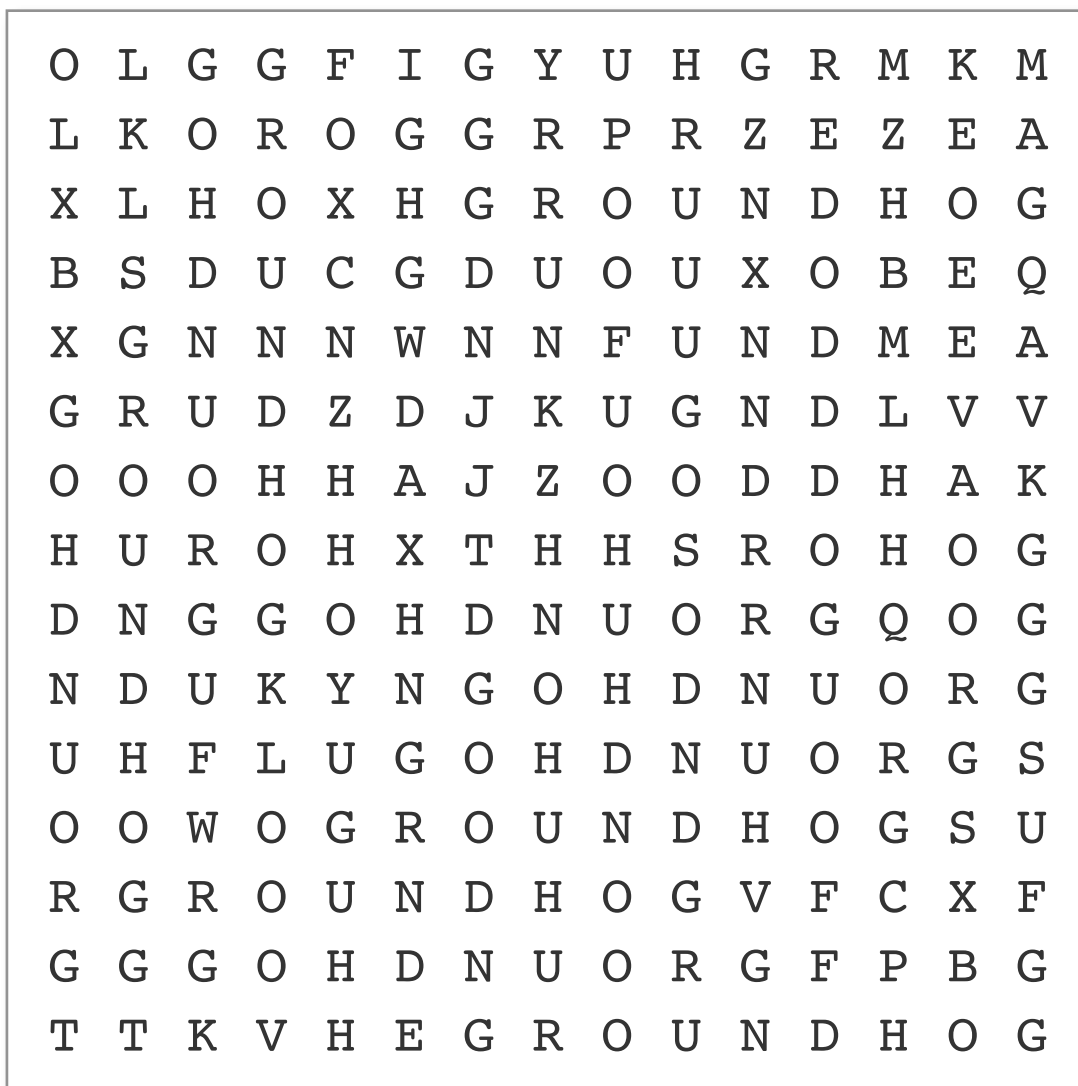 O L G G F I G Y U H G R M K M
L K O R O G G R P R Z E Z E A
X L H O X H G R O U N D H O G
B S D U C G D U O U X O B E Q
X G N N N W N N F U N D M E A
G R U D Z D J K U G N D L V V
O O O H H A J Z O O D D H A K
H U R O H X T H H S R O H O G
D N G G O H D N U O R G Q O G
N D U K Y N G O H D N U O R G
U H F L U G O H D N U O R G S
O O W O G R O U N D H O G S U
R G R O U N D H O G V F C X F
G G G O H D N U O R G F P B G
T T K V H E G R O U N D H O G